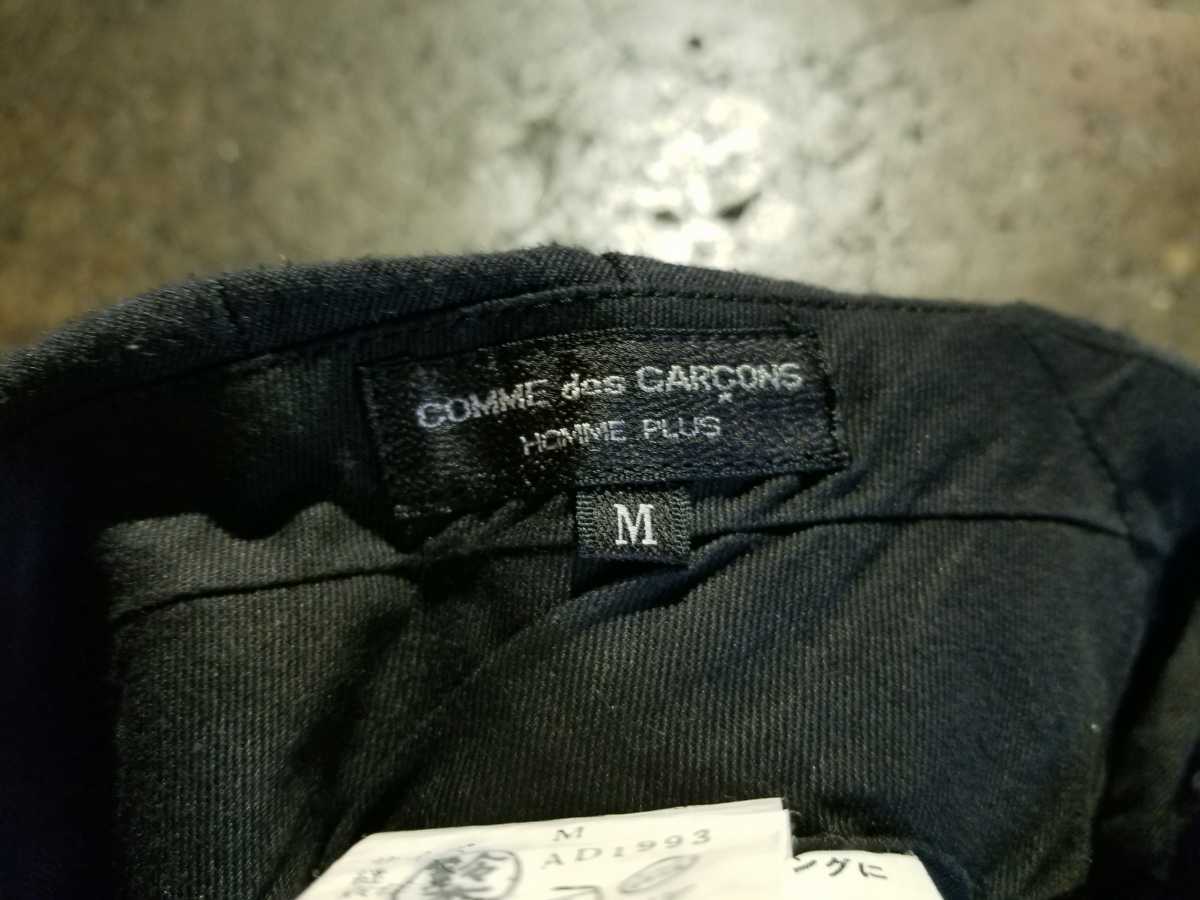 COMME des GARÇONS
HOMME PLUS
M
M
AD1993
ングに